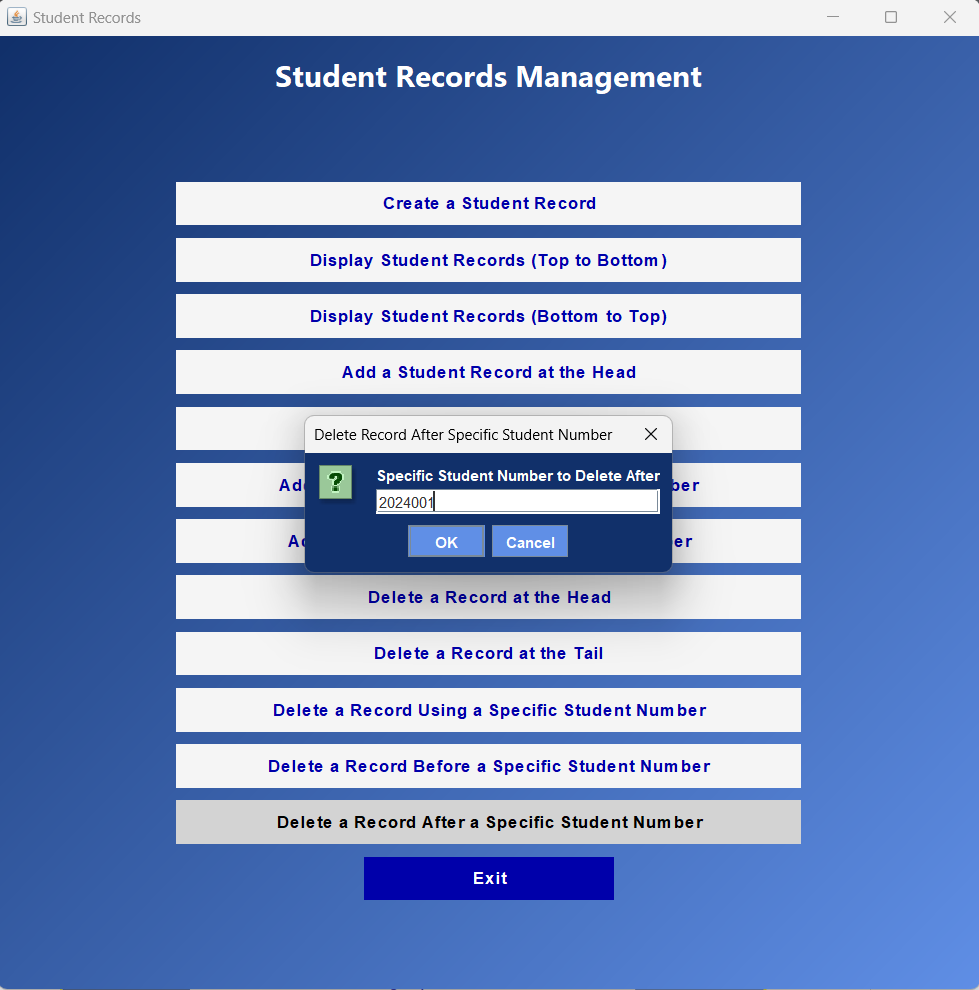 Student Records
Student Records Management
Create a Student Record
Display Student Records (Top to Bottom)
Display Student Records (Bottom to Top)
Add a Student Record at the Head
Delete Record After Specific Student Number
Specific Student Number to Delete After
2024001
OK Cancel
Delete a Record at the Head
Delete a Record at the Tail
Delete a Record Using a Specific Student Number
Delete a Record Before a Specific Student Number
Delete a Record After a Specific Student Number
Exit